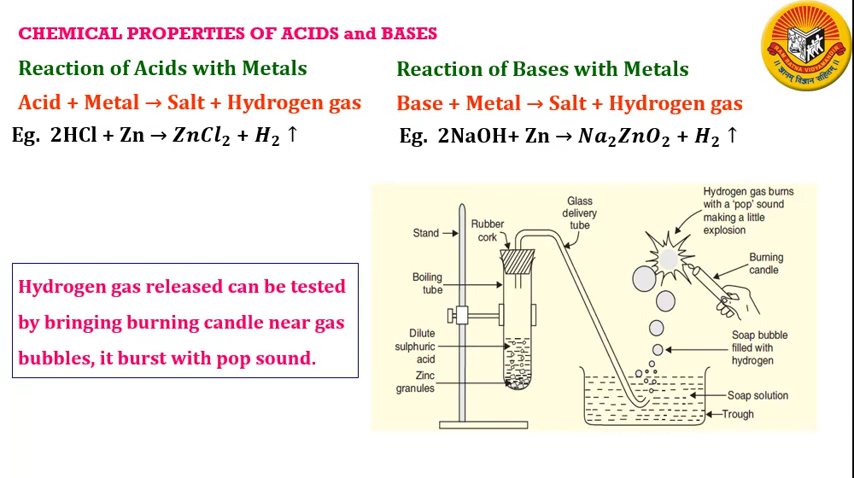 CHEMICAL PROPERTIES OF ACIDS and BASES
Reaction of Acids with Metals
Acid + Metal → Salt + Hydrogen gas
Eg. 2HCl + Zn → ZnCl₂ + H₂ ↑
Reaction of Bases with Metals
Base + Metal → Salt + Hydrogen gas
Eg. 2NaOH+ Zn → Na₂ZnO₂ + H₂ ↑
Hydrogen gas released can be tested
by bringing burning candle near gas
bubbles, it burst with pop sound.
Stand
Rubber
cork
Glass
delivery
tube
Hydrogen gas burns
with a 'pop' sound
making a little
explosion
Burning
candle
Boiling
tube
Dilute
sulphuric
acid
Zinc
granules
Soap bubble
filled with
hydrogen
Soap solution
Trough